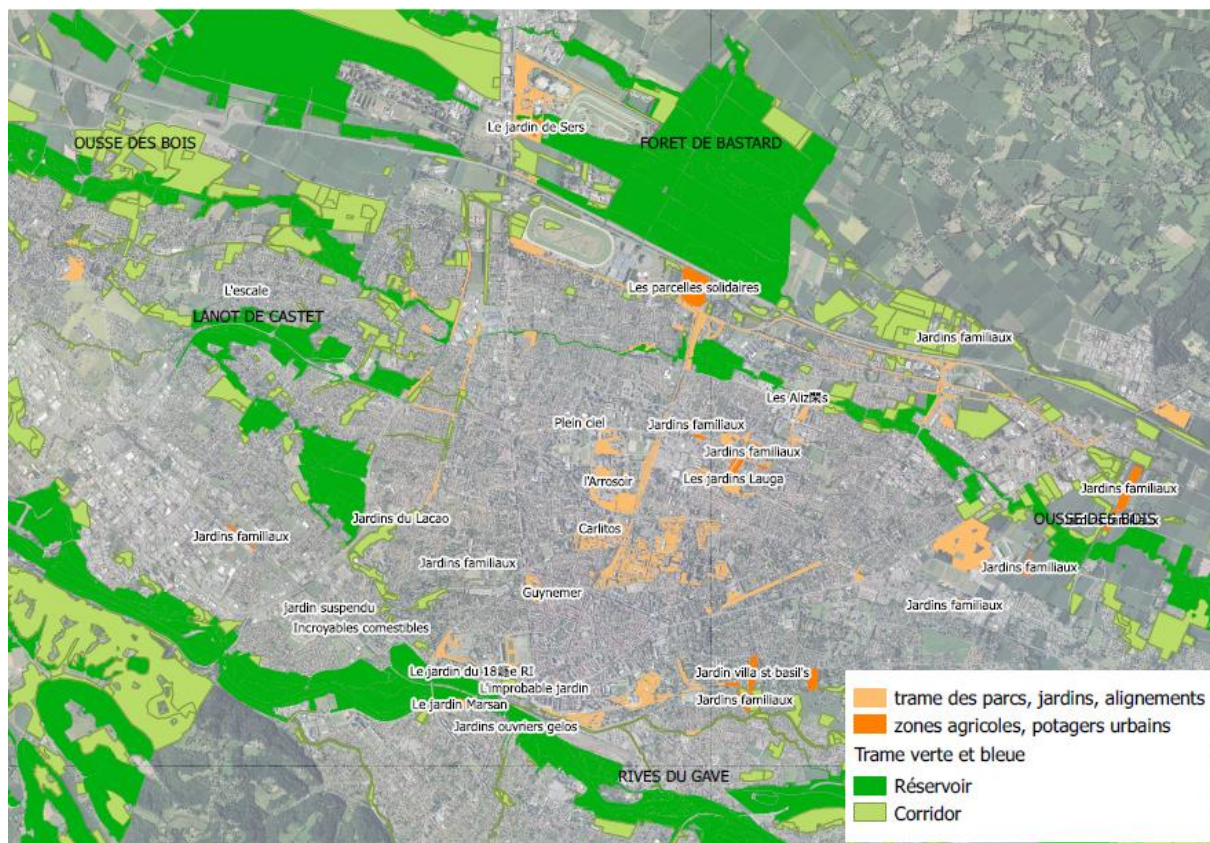 Le jardin de Sers
OUSSE DES BOIS
FORET DE BASTARD
L'escale
Les parcelles solidaires
LANOT DE CASTET
Jardins familiaux
Les
Plein ciel
Jardins familiaux
Jardins familiaux
l'Arrosoir
Les jardins Lauga
Jardins familiaux
Jardins du Lacao
OUSSE DES BOIS
Carlitos
Jardins familiaux
Jardins familiaux
Jardins familiaux
Guynemer
Jardins familiaux
jardin suspendu
Incroyables comestibles
Le jardin du RI
Jardin villa st-basil's
L'improbable jardin
Le jardin Marsan
Jardins familiaux
Jardins ouvriers gelos
RIVES DU GAVE
trame des parcs, jardins, alignements
zones agricoles, potagers urbains
Trame verte et bleue
Réservoir
Corridor